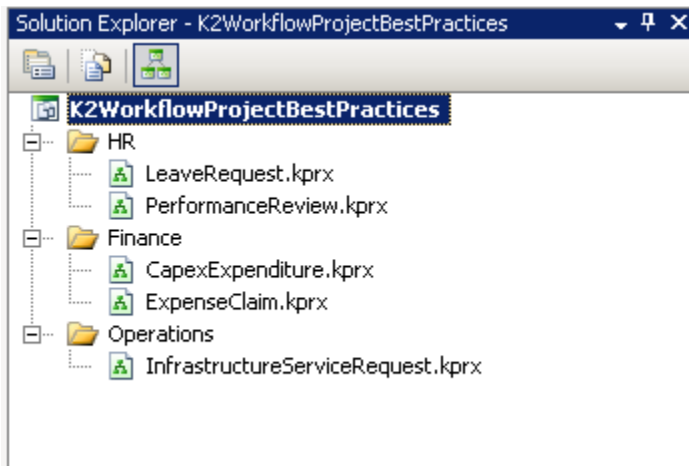 Solution Explorer - K2WorkflowProjectBestPractices
K2WorkflowProjectBestPractices
HR
LeaveRequest.kprx
PerformanceReview.kprx
Finance
CapexExpenditure.kprx
ExpenseClaim.kprx
Operations
InfrastructureServiceRequest.kprx